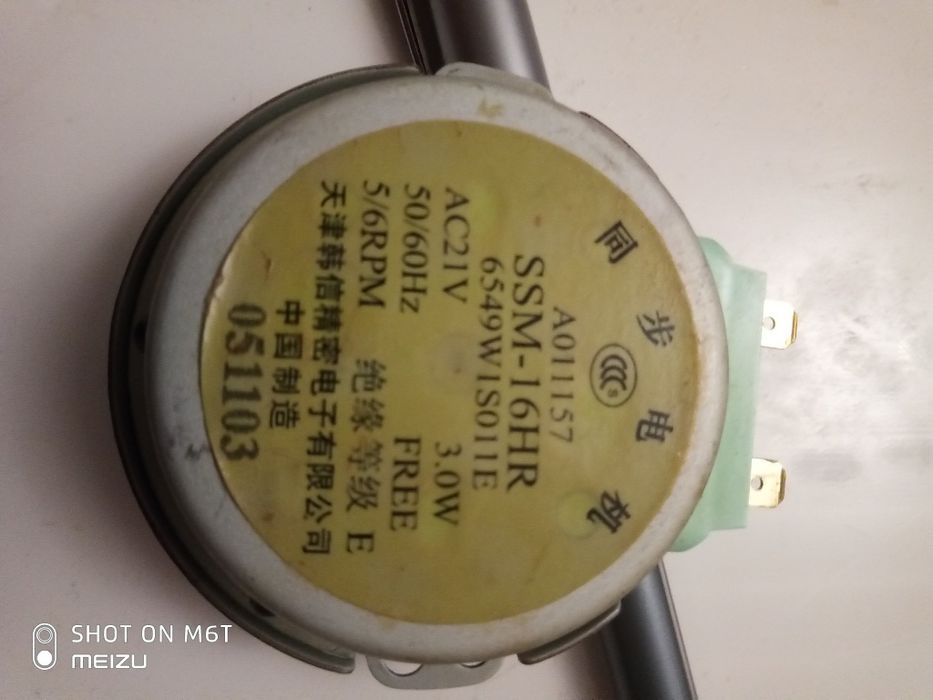 同步电机
CCC S
A011157
SSM-16HR
6549W1S011E
AC21V 3.0W
50/60Hz FREE
5/6RPM 绝缘等级 E
天津韩信精密电子有限公司
中国制造
051103
SHOT ON M6T
MEIZU